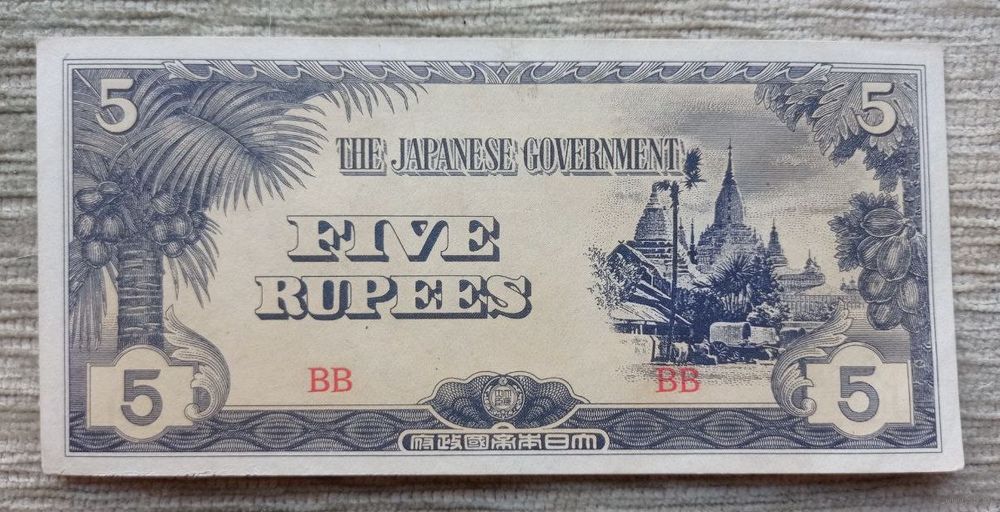 5
5
THE JAPANESE GOVERNMENT
FIVE
RUPEES
BB
BB
5
5
大日本帝國政府